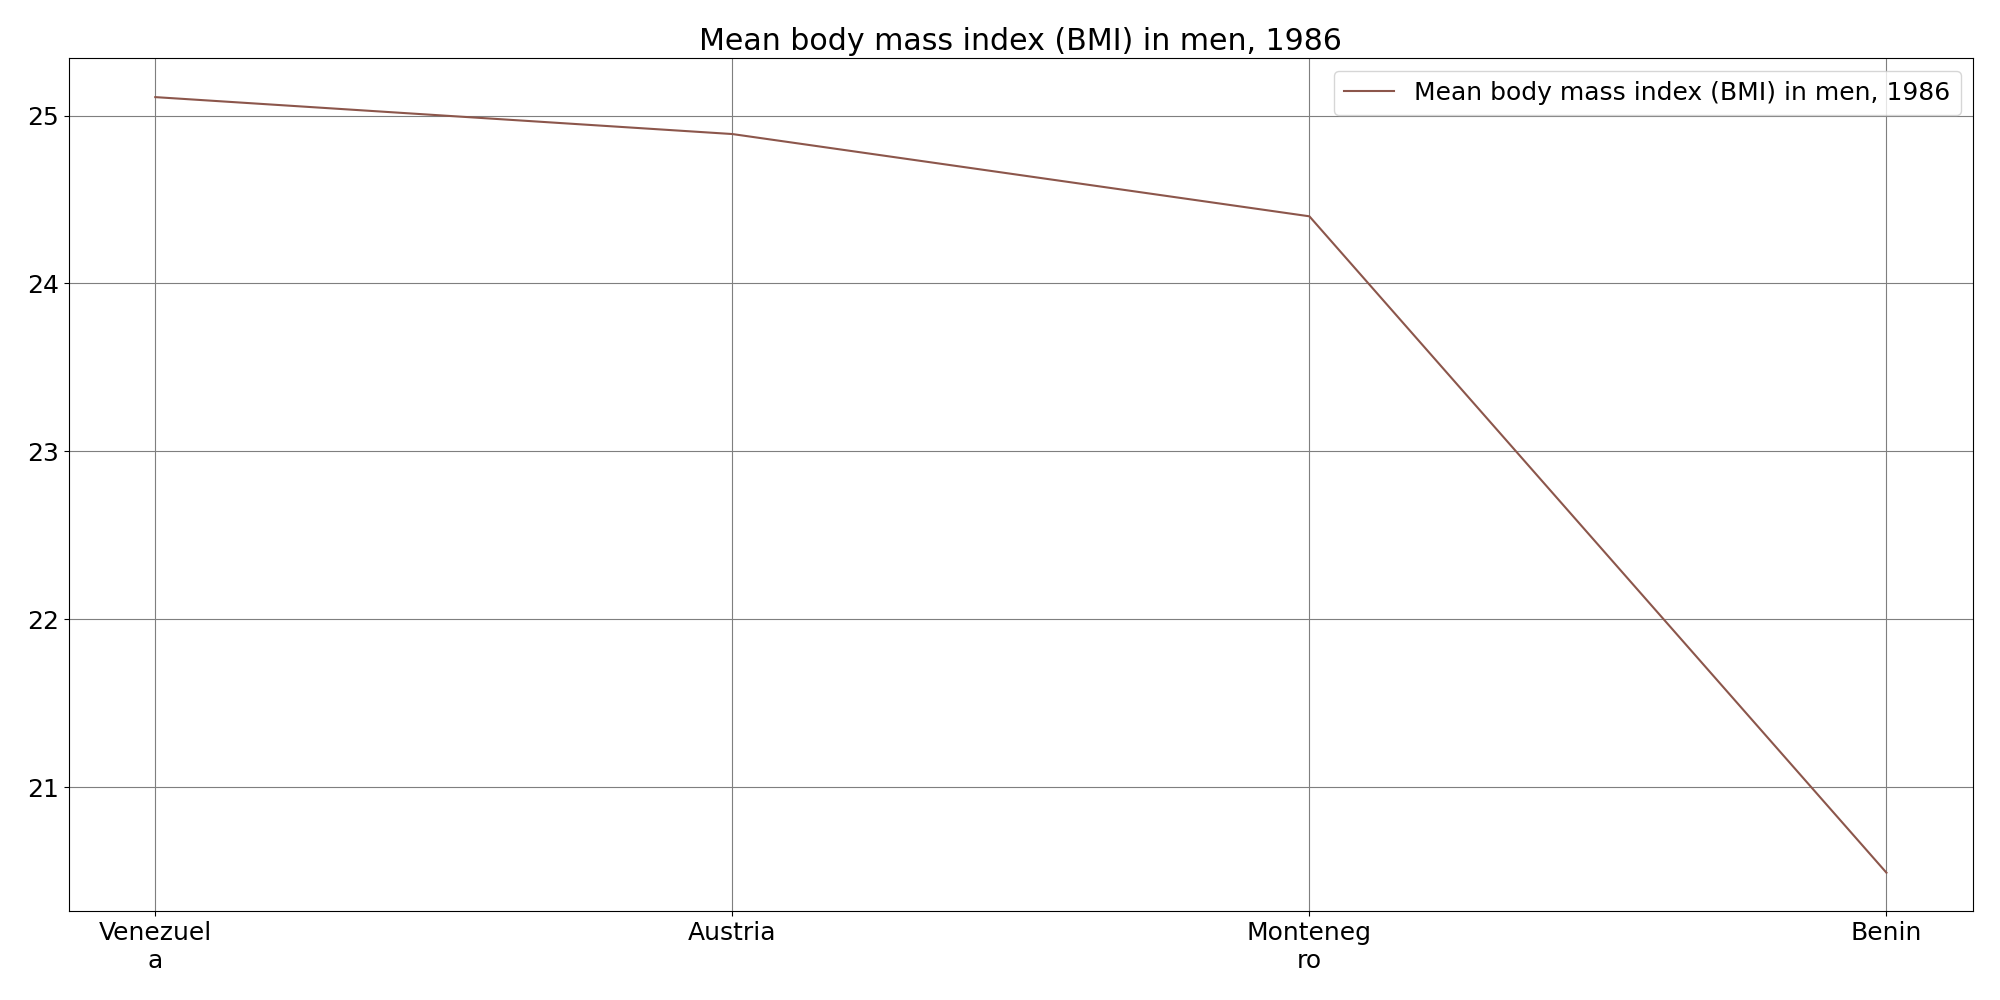 Mean body mass index (BMI) in men, 1986
Mean body mass index (BMI) in men, 1986
25
24
23
22
21
Venezuel
a
Austria
Monteneg
ro
Benin